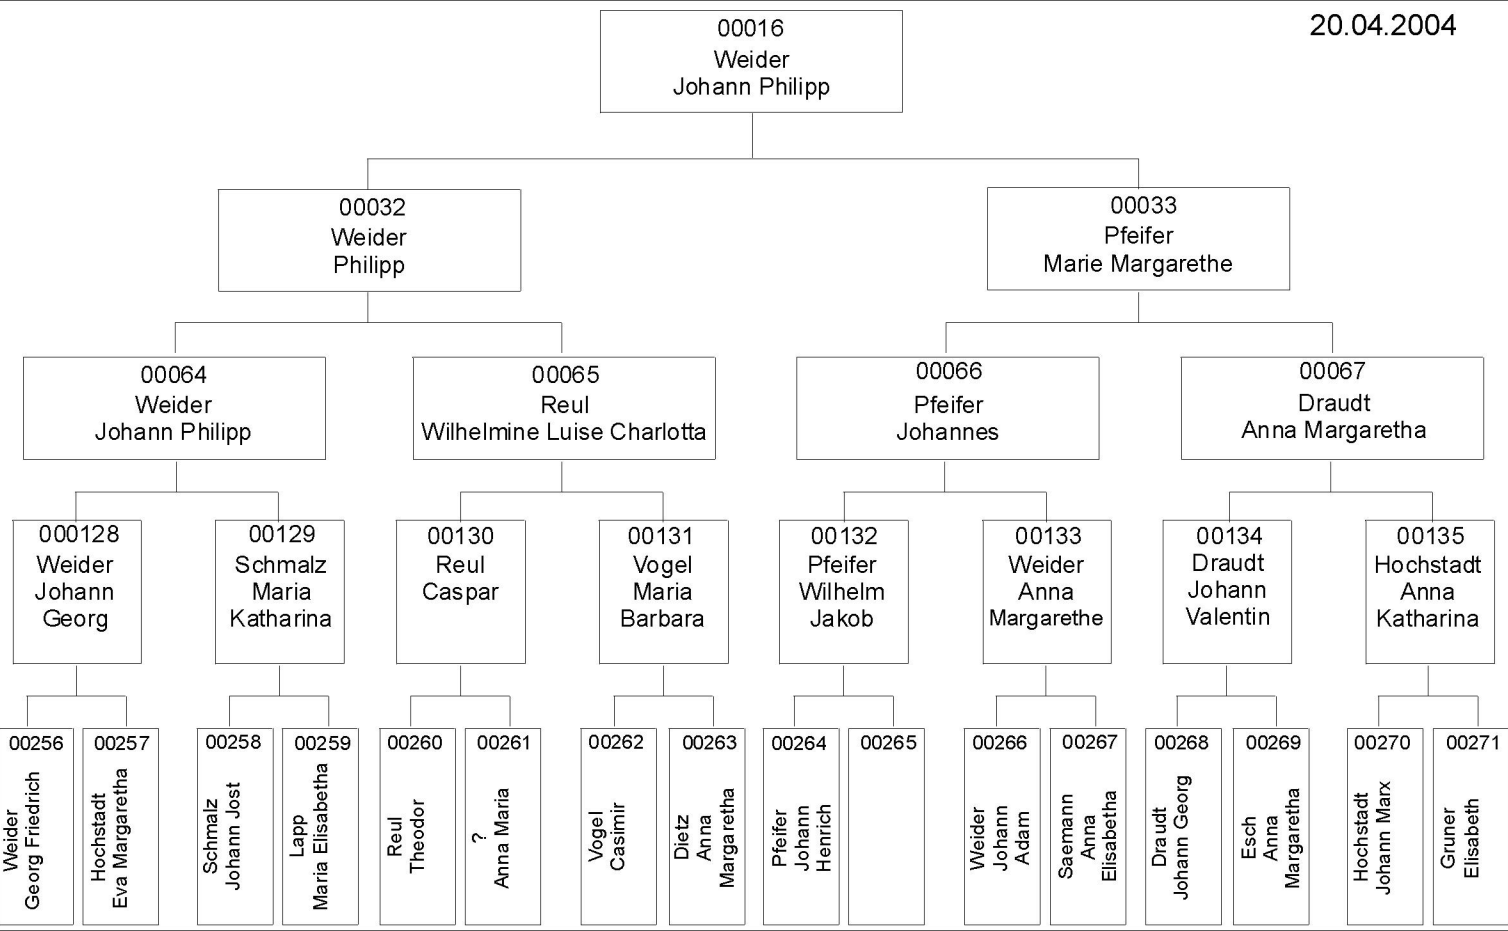 20.04.2004
00016
Weider
Johann Philipp
00032
Weider
Philipp
00033
Pfeifer
Marie Margarethe
00064
Weider
Johann Philipp
00065
Reul
Wilhelmine Luise Charlotta
00066
Pfeifer
Johannes
00067
Draudt
Anna Margaretha
000128
Weider
Johann
Georg
00129
Schmalz
Maria
Katharina
00130
Reul
Caspar
00131
Vogel
Maria
Barbara
00132
Pfeifer
Wilhelm
Jakob
00133
Weider
Anna
Margarethe
00134
Draudt
Johann
Valentin
00135
Hochstadt
Anna
Katharina
00256
Weider
Georg Friedrich
00257
Hochstadt
Eva Margaretha
00258
Schmalz
Johann Jost
00259
Lapp
Maria Elisabetha
00260
Reul
Theodor
00261
?
Anna Maria
00262
Vogel
Casimir
00263
Dietz
Anna
Margaretha
00264
Pfeifer
Johann
Henrich
00265
00266
Weider
Johann
Adam
00267
Saemann
Anna
Elisabetha
00268
Draudt
Johann Georg
00269
Esch
Anna
Margaretha
00270
Hochstadt
Johann Marx
00271
Gruner
Elisabeth